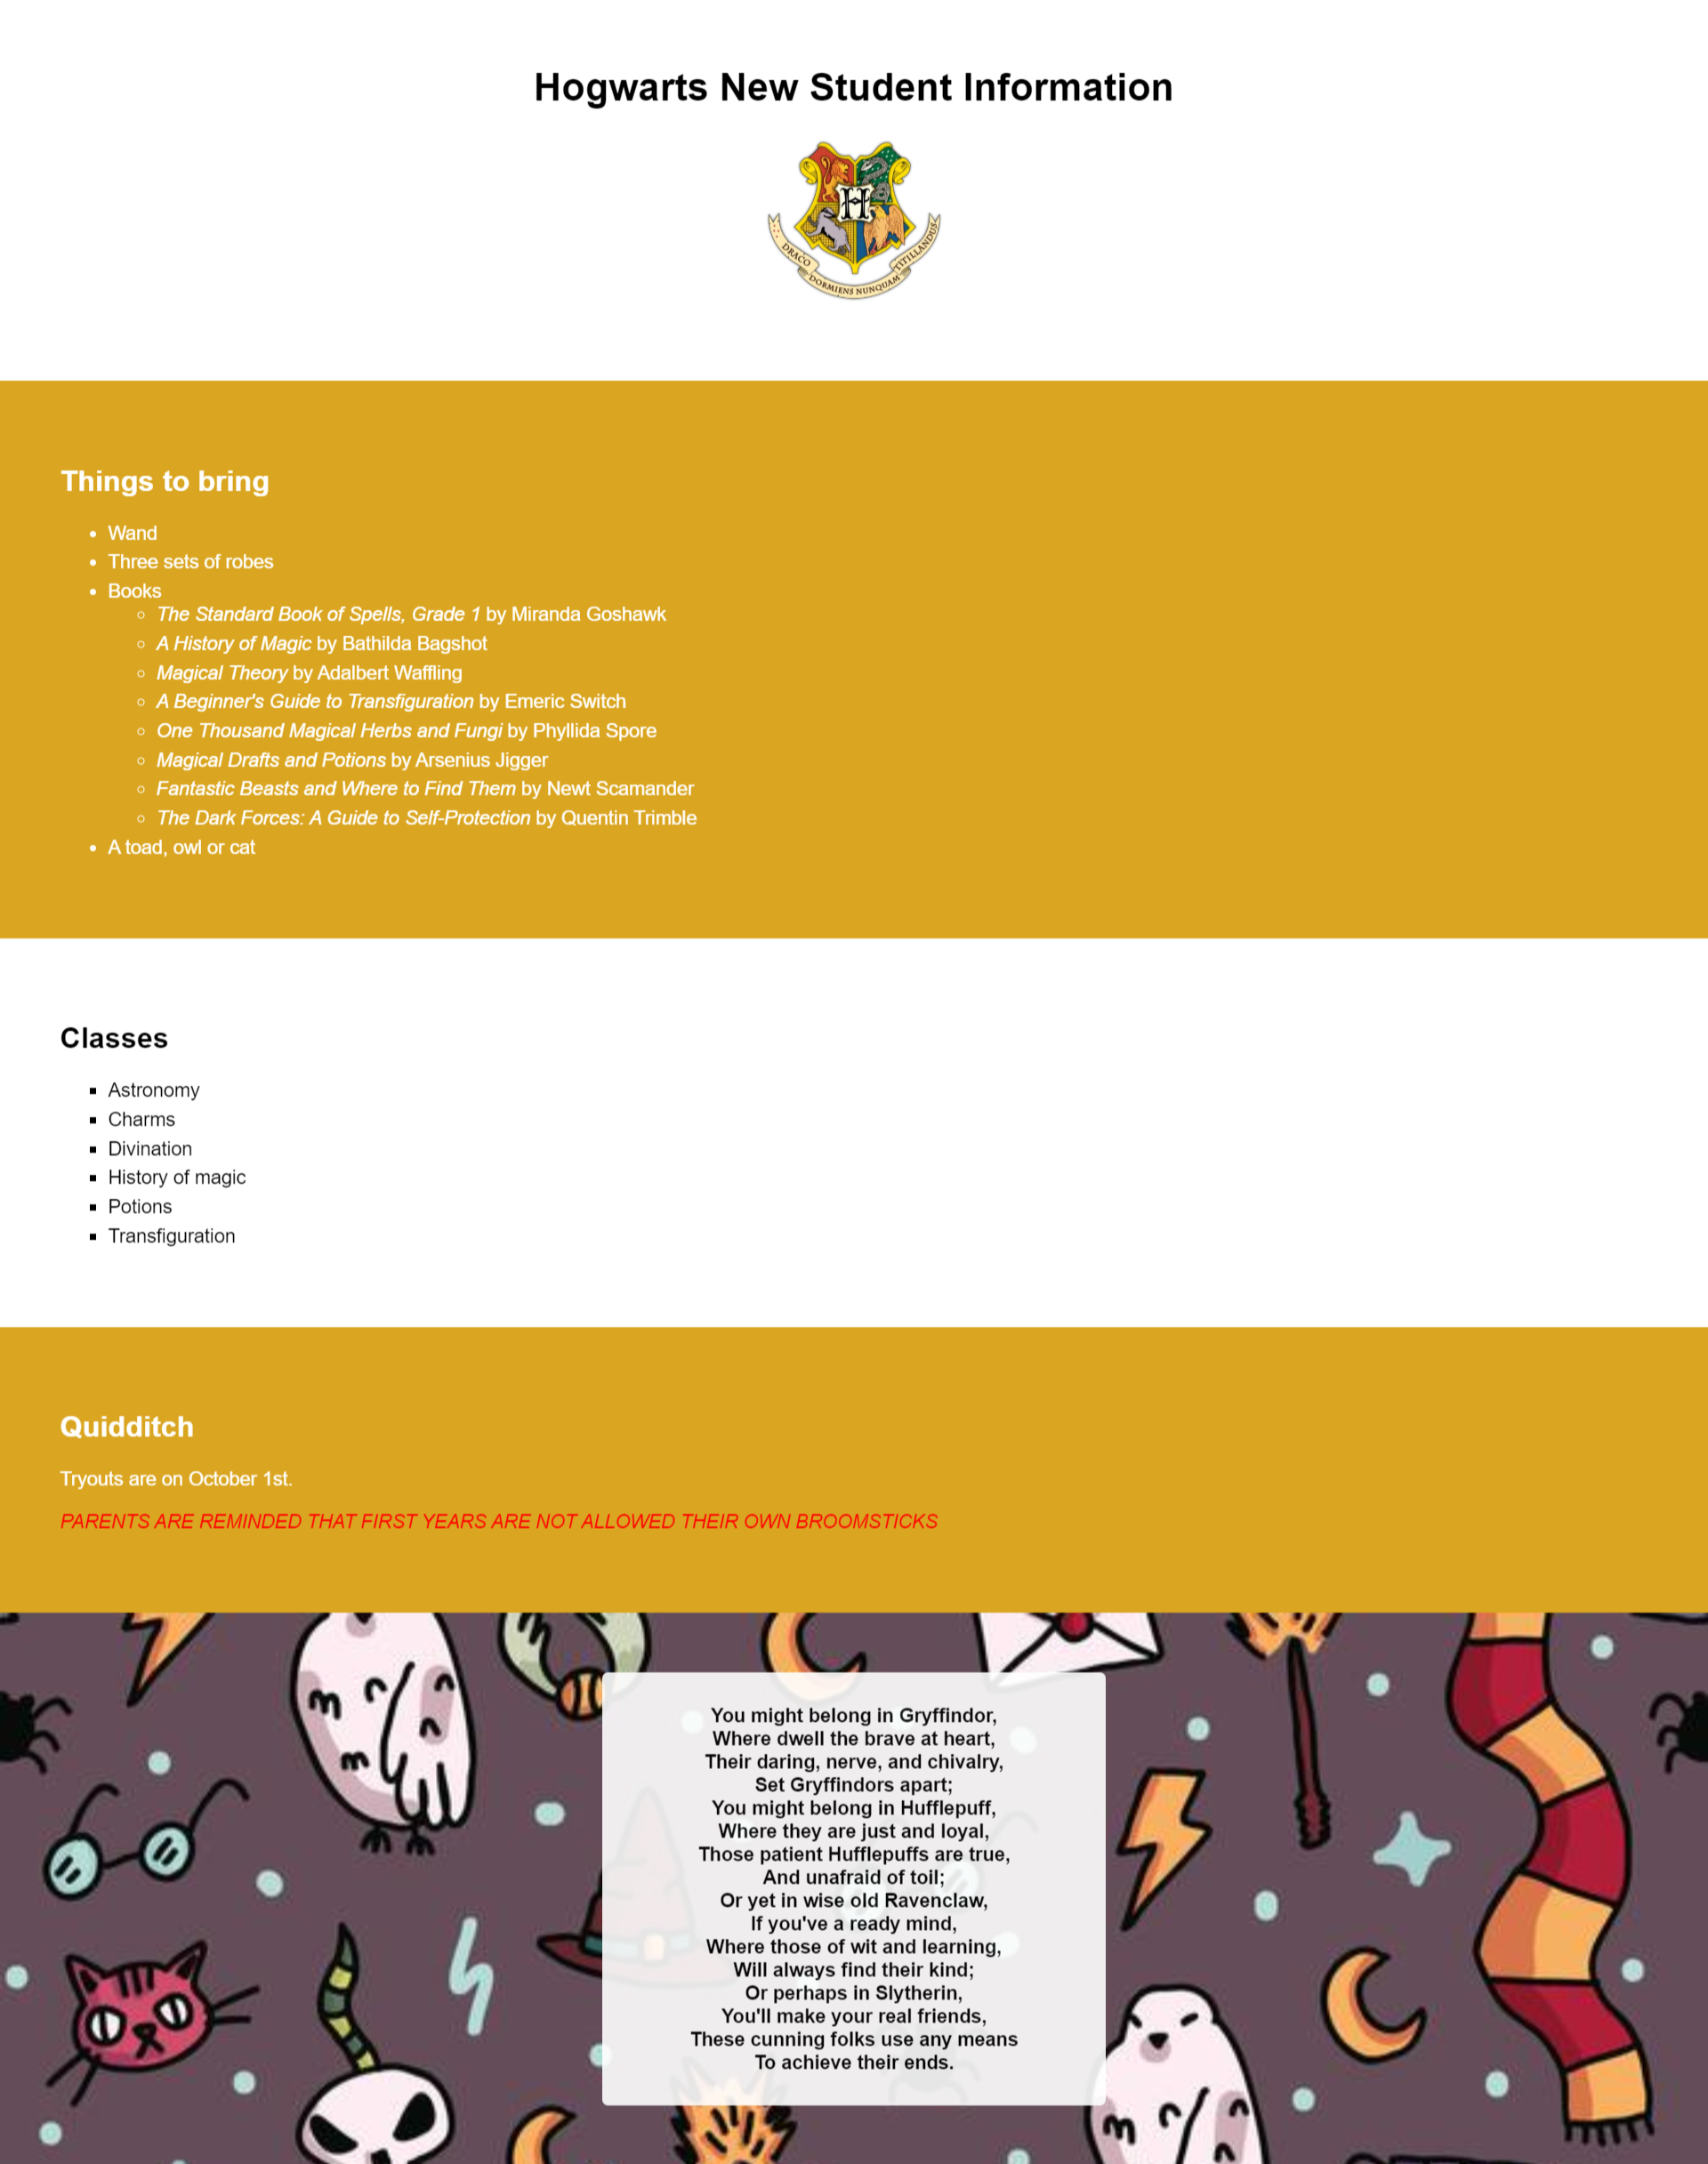 Hogwarts New Student Information
H
DRACO DORMIENS NUNQUAM TITILLANDUS
Things to bring
Wand
Three sets of robes
Books
The Standard Book of Spells, Grade 1 by Miranda Goshawk
A History of Magic by Bathilda Bagshot
Magical Theory by Adalbert Waffling
A Beginner's Guide to Transfiguration by Emeric Switch
One Thousand Magical Herbs and Fungi by Phyllida Spore
Magical Drafts and Potions by Arsenius Jigger
Fantastic Beasts and Where to Find Them by Newt Scamander
The Dark Forces: A Guide to Self-Protection by Quentin Trimble
A toad, owl or cat
Classes
Astronomy
Charms
Divination
History of magic
Potions
Transfiguration
Quidditch
Tryouts are on October 1st.
PARENTS ARE REMINDED THAT FIRST YEARS ARE NOT ALLOWED THEIR OWN BROOMSTICKS
You might belong in Gryffindor,
Where dwell the brave at heart,
Their daring, nerve, and chivalry,
Set Gryffindors apart;
You might belong in Hufflepuff,
Where they are just and loyal,
Those patient Hufflepuffs are true,
And unafraid of toil;
Or yet in wise old Ravenclaw,
If you've a ready mind,
Where those of wit and learning,
Will always find their kind;
Or perhaps in Slytherin,
You'll make your real friends,
These cunning folks use any means
To achieve their ends.